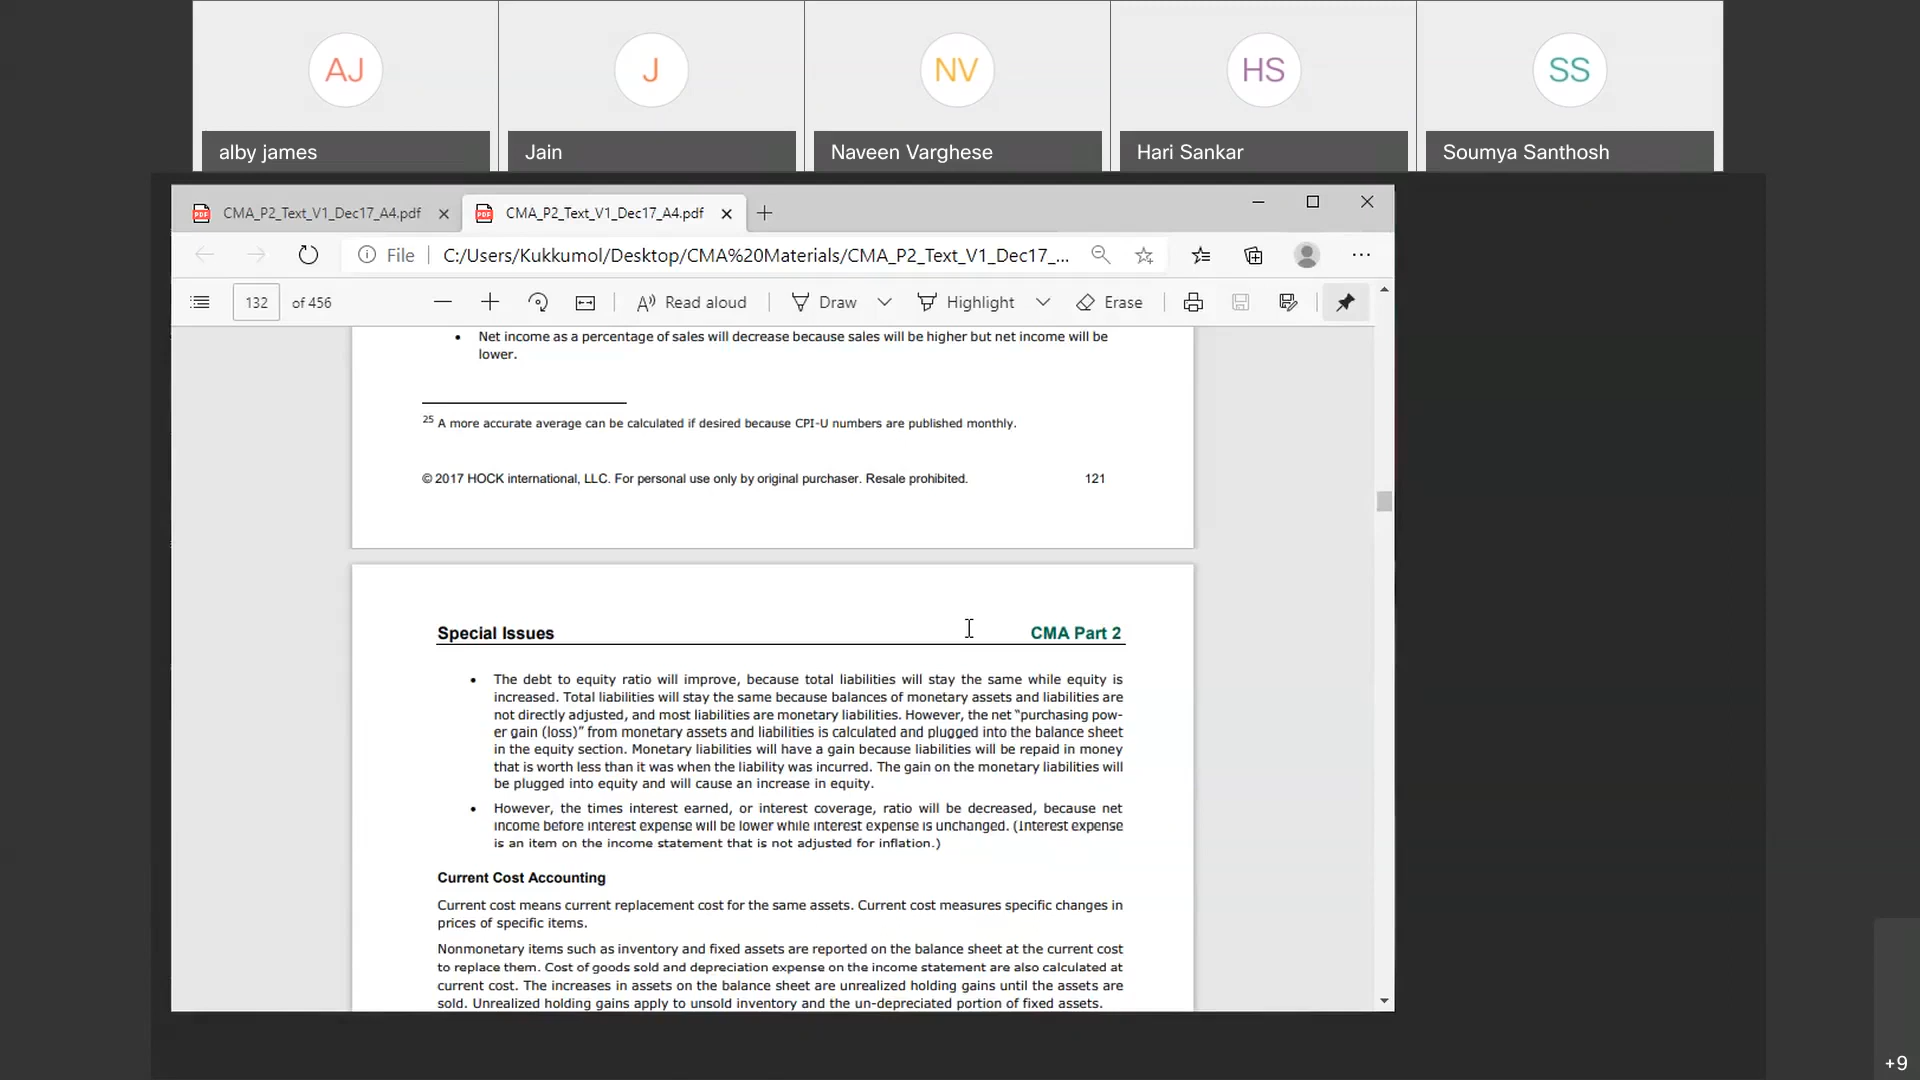 AJ
J
NV
HS
SS
alby james
Jain
Naveen Varghese
Hari Sankar
Soumya Santhosh
CMA_P2_Text_V1_Dec17_A4.pdf
CMA_P2_Text_V1_Dec17_A4.pdf
File
C:/Users/Kukkumol/Desktop/CMA%20Materials/CMA_P2_Text_V1_Dec17_...
132 of 456
Read aloud
Draw
Highlight
Erase
• Net income as a percentage of sales will decrease because sales will be higher but net income will be
lower.
25 A more accurate average can be calculated if desired because CPI-U numbers are published monthly.
© 2017 HOCK international, LLC. For personal use only by original purchaser. Resale prohibited. 121
Special Issues CMA Part 2
• The debt to equity ratio will improve, because total liabilities will stay the same while equity is
increased. Total liabilities will stay the same because balances of monetary assets and liabilities are
not directly adjusted, and most liabilities are monetary liabilities. However, the net "purchasing pow-
er gain (loss)" from monetary assets and liabilities is calculated and plugged into the balance sheet
in the equity section. Monetary liabilities will have a gain because liabilities will be repaid in money
that is worth less than it was when the liability was incurred. The gain on the monetary liabilities will
be plugged into equity and will cause an increase in equity.
• However, the times interest earned, or interest coverage, ratio will be decreased, because net
income before interest expense will be lower while interest expense is unchanged. (Interest expense
is an item on the income statement that is not adjusted for inflation.)
Current Cost Accounting
Current cost means current replacement cost for the same assets. Current cost measures specific changes in
prices of specific items.
Nonmonetary items such as inventory and fixed assets are reported on the balance sheet at the current cost
to replace them. Cost of goods sold and depreciation expense on the income statement are also calculated at
current cost. The increases in assets on the balance sheet are unrealized holding gains until the assets are
sold. Unrealized holding gains apply to unsold inventory and the un-depreciated portion of fixed assets.
+9